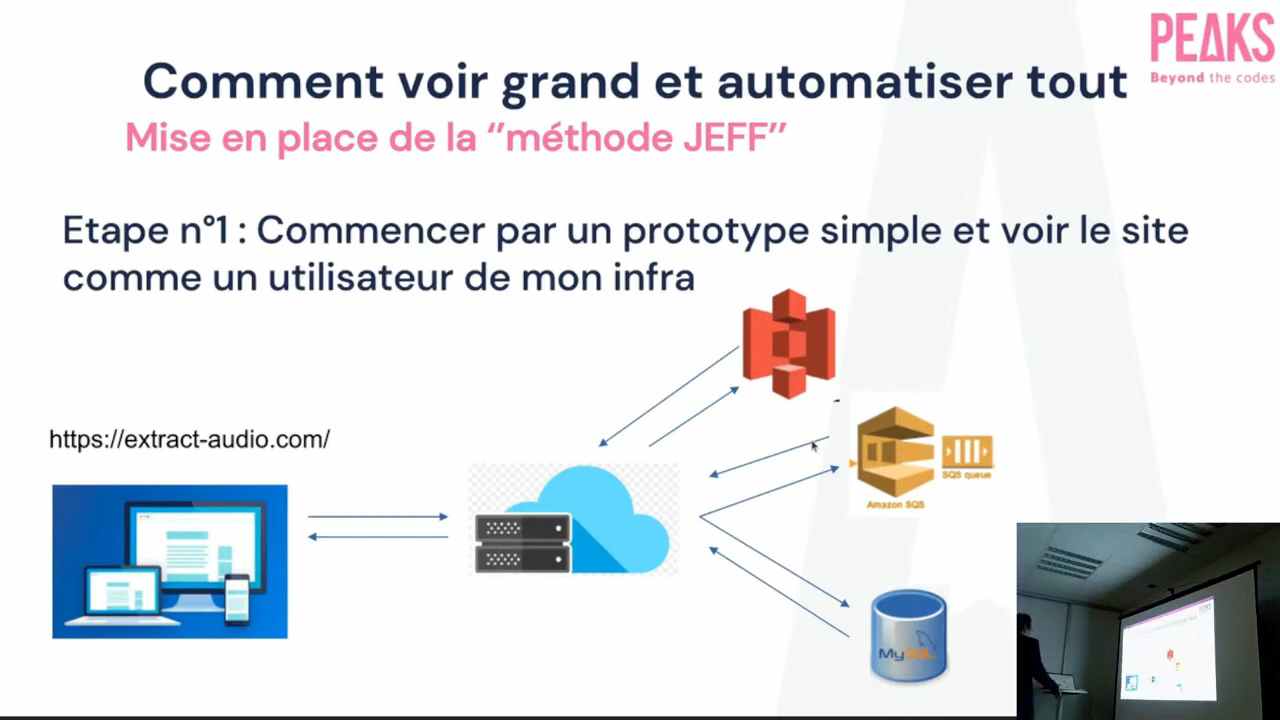 PEAKS
Beyond the codes
Comment voir grand et automatiser tout
Mise en place de la ‘’méthode JEFF’’
Etape n°1 : Commencer par un prototype simple et voir le site
comme un utilisateur de mon infra
https://extract-audio.com/
SQS queue
Amazon SQS
MySQL